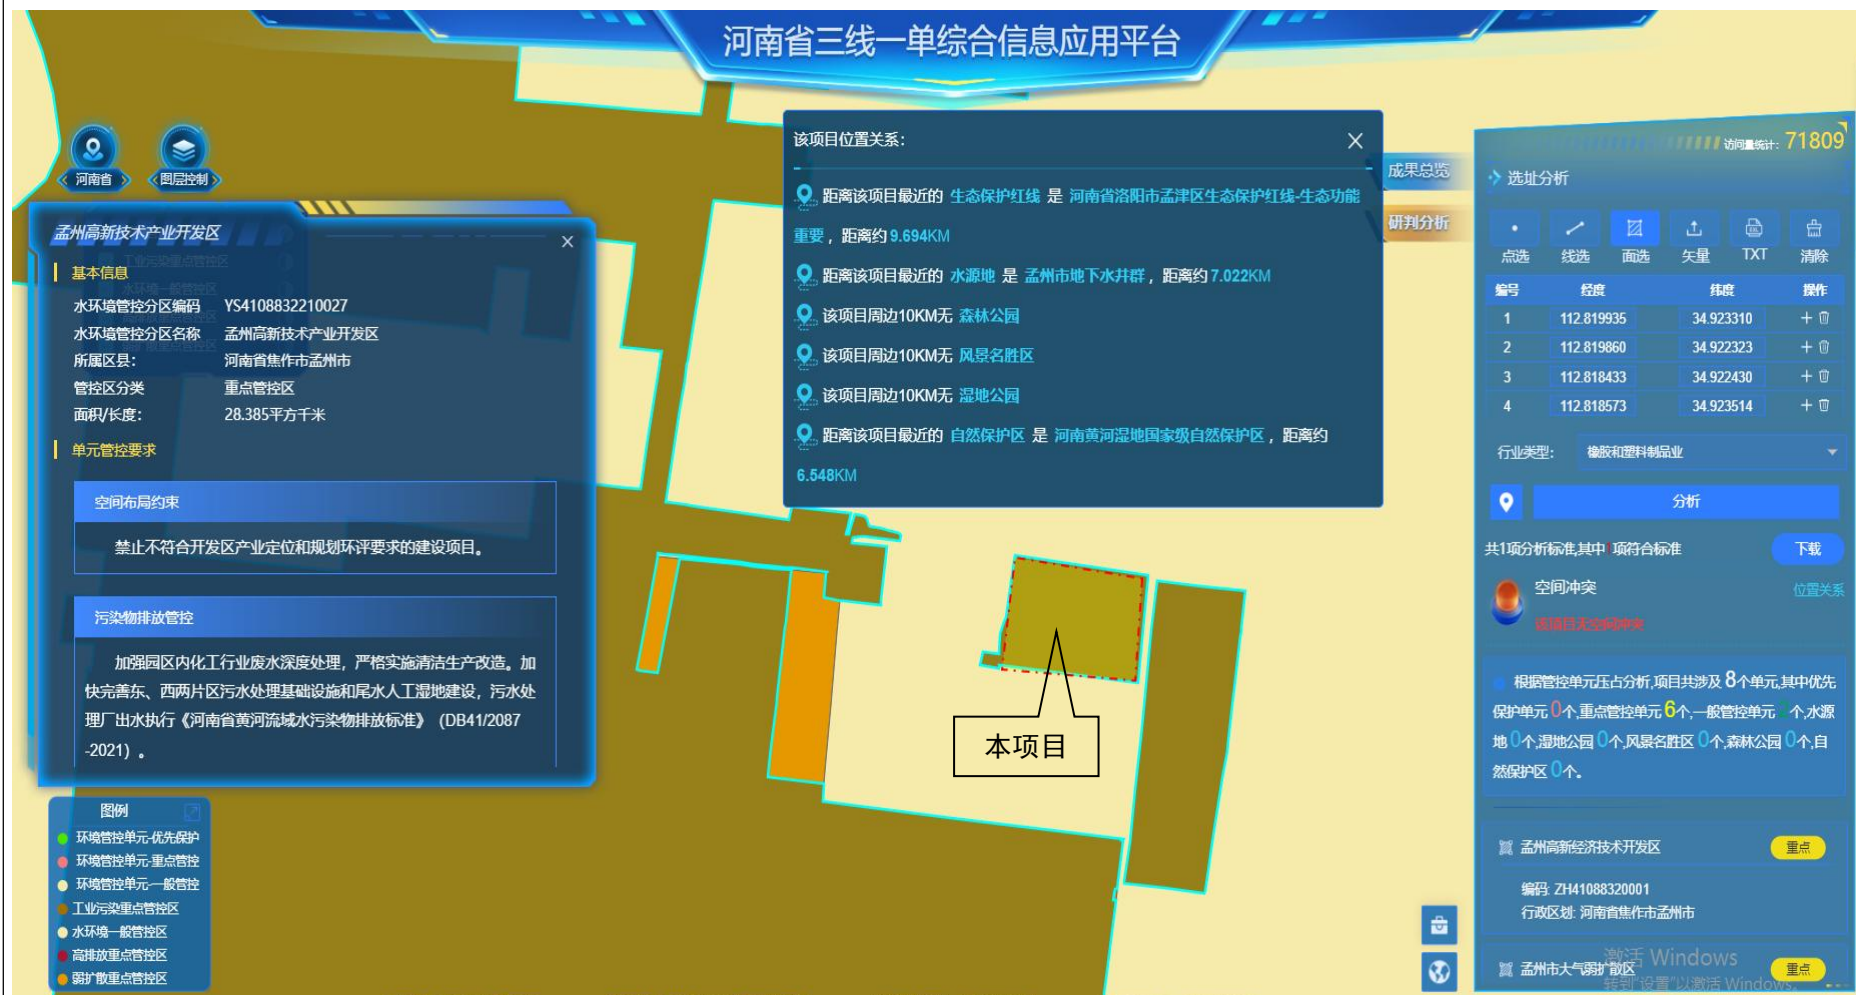 河南省三线一单综合信息应用平台
河南省
图层控制
孟州高新技术产业开发区
基本信息
水环境管控分区编码 YS4108832210027
水环境管控分区名称 孟州高新技术产业开发区
所属区县: 河南省焦作市孟州市
管控区分类 重点管控区
面积/长度: 28.385平方千米
单元管控要求
空间布局约束
禁止不符合开发区产业定位和规划环评要求的建设项目。
污染物排放管控
加强园区内化工行业废水深度处理，严格实施清洁生产改造。加
快完善东、西两片区污水处理基础设施和尾水人工湿地建设，污水处
理厂出水执行《河南省黄河流域水污染物排放标准》（DB41/2087
-2021）。
图例
环境管控单元-优先保护
环境管控单元-重点管控
环境管控单元-一般管控
工业污染重点管控区
水环境一般管控区
高排放重点管控区
弱扩散重点管控区
该项目位置关系:
距离该项目最近的 生态保护红线 是 河南省洛阳市孟津区生态保护红线-生态功能
重要，距离约9.694KM
距离该项目最近的 水源地 是 孟州市地下水井群，距离约7.022KM
该项目周边10KM无 森林公园
该项目周边10KM无 风景名胜区
该项目周边10KM无 湿地公园
距离该项目最近的 自然保护区 是 河南黄河湿地国家级自然保护区，距离约
6.548KM
本项目
成果总览
研判分析
访问量统计: 71809
选址分析
点选 线选 面选 矢量 TXT 清除
编号 经度 纬度 操作
1 112.819935 34.923310
2 112.819860 34.922323
3 112.818433 34.922430
4 112.818573 34.923514
行业类型: 橡胶和塑料制品业
分析
共1项分析标准,其中1项符合标准 下载
空间冲突 位置关系
该项目无空间冲突
根据管控单元压占分析,项目共涉及8个单元,其中优先
保护单元0个,重点管控单元6个,一般管控单元2个,水源
地0个,湿地公园0个,风景名胜区0个,森林公园0个,自
然保护区0个。
孟州高新经济技术开发区 重点
编码: ZH41088320001
行政区划: 河南省焦作市孟州市
孟州市大气弱扩散区 重点
激活 Windows
转到"设置"以激活 Windows。